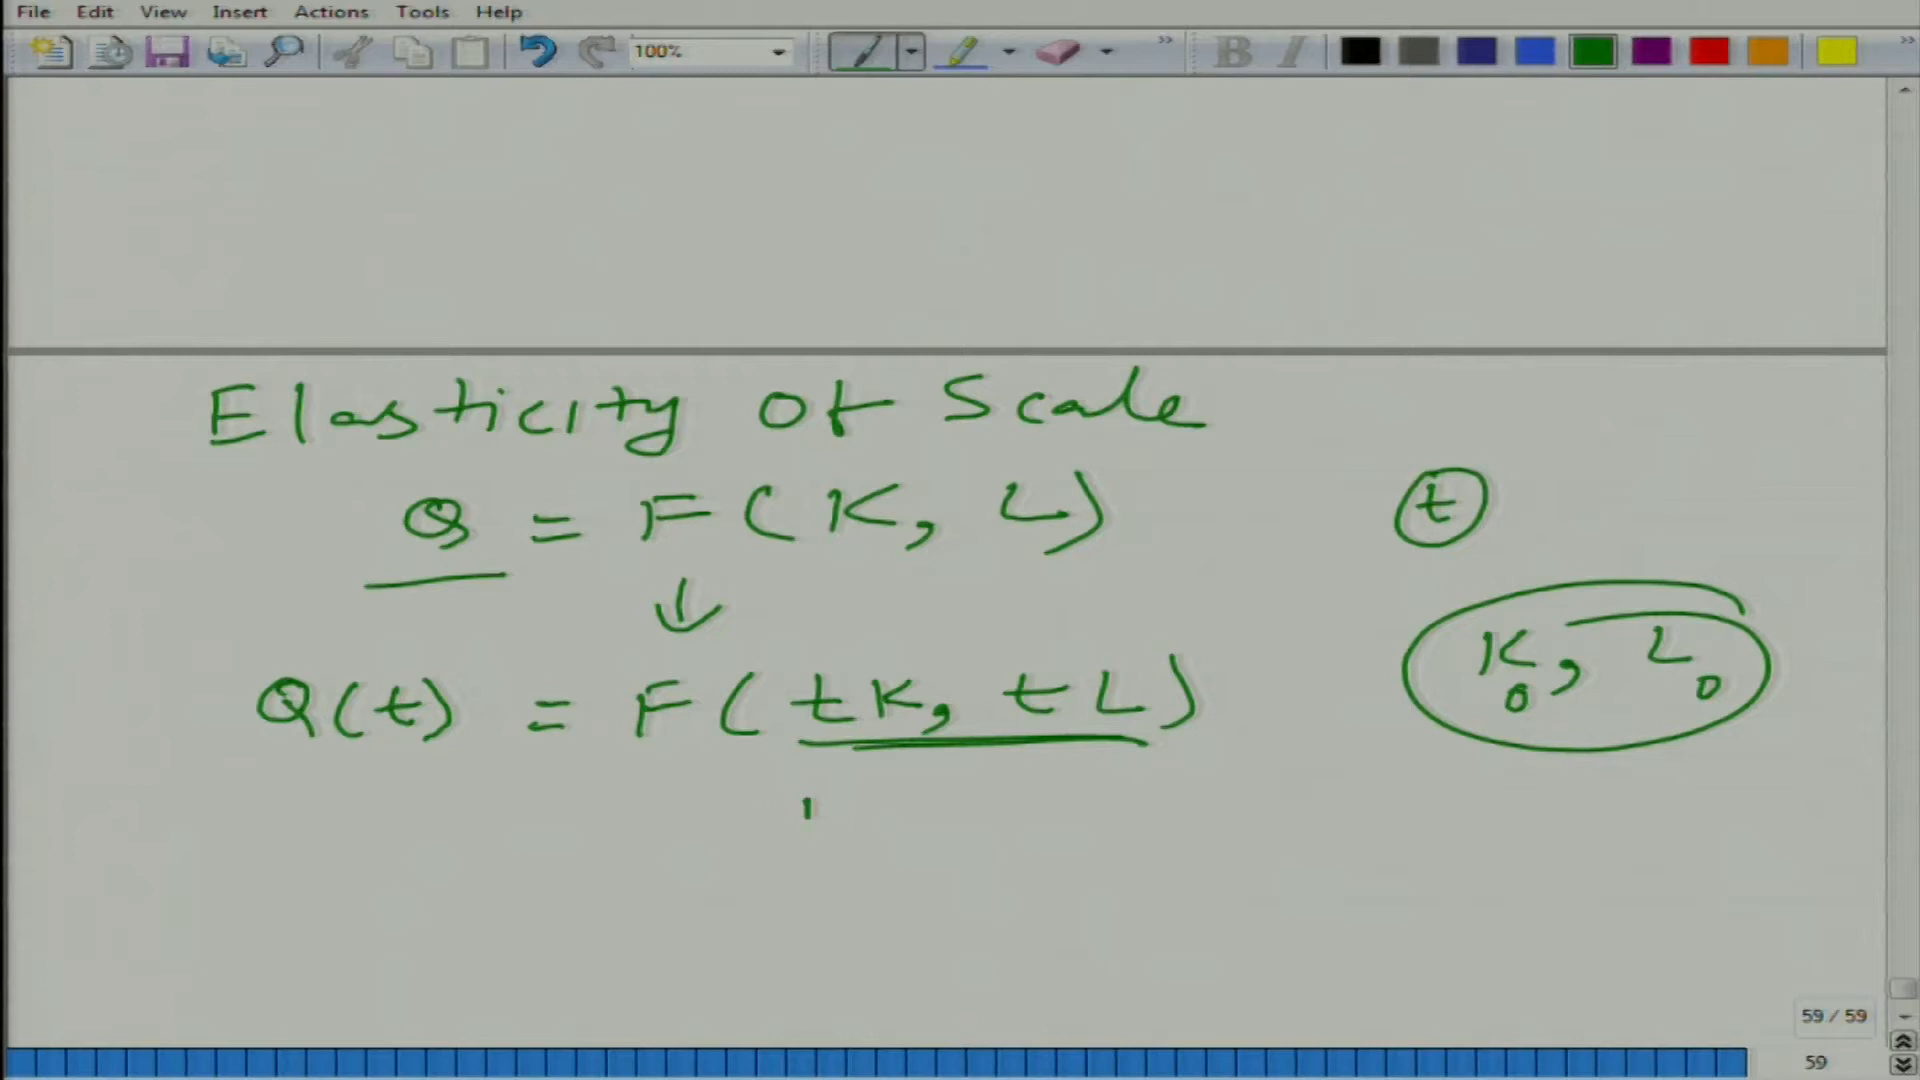 File Edit View Insert Actions Tools Help
100% B I
Elasticity of Scale
Q = F(K, L)
t
↓
K₀, L₀
Q(t) = F(tK, tL)
59 / 59
59